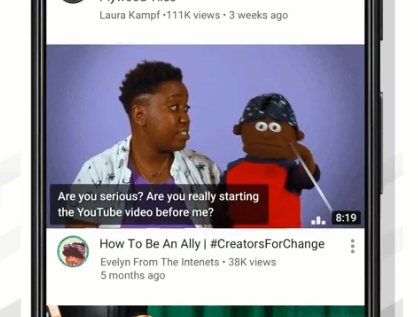 Laura Kampf •111K views • 3 weeks ago
Are you serious? Are you really starting
the YouTube video before me?
8:19
How To Be An Ally | #CreatorsForChange
Evelyn From The Intenets • 38K views
5 months ago